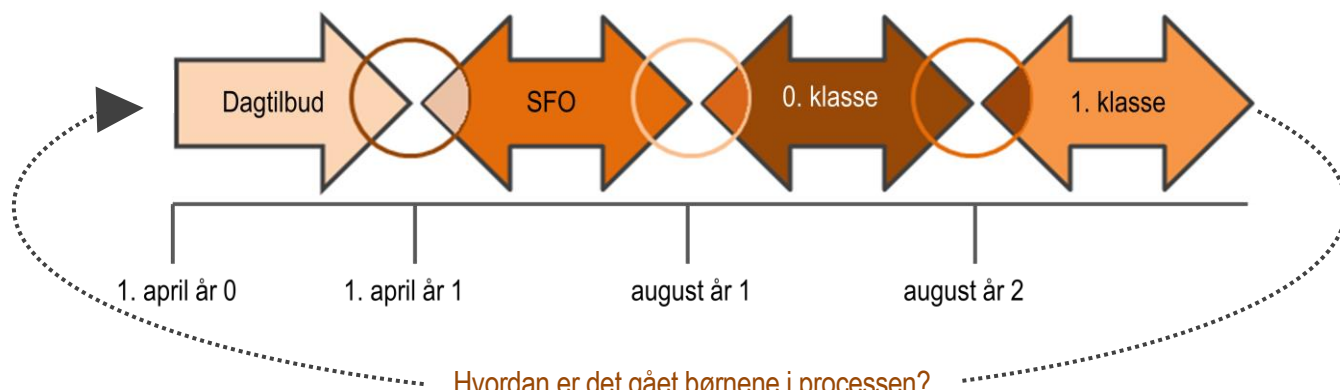 Dagtilbud
SFO
0. klasse
1. klasse
1. april år 0
1. april år 1
august år 1
august år 2
Hvordan er det gået børnene i processen?